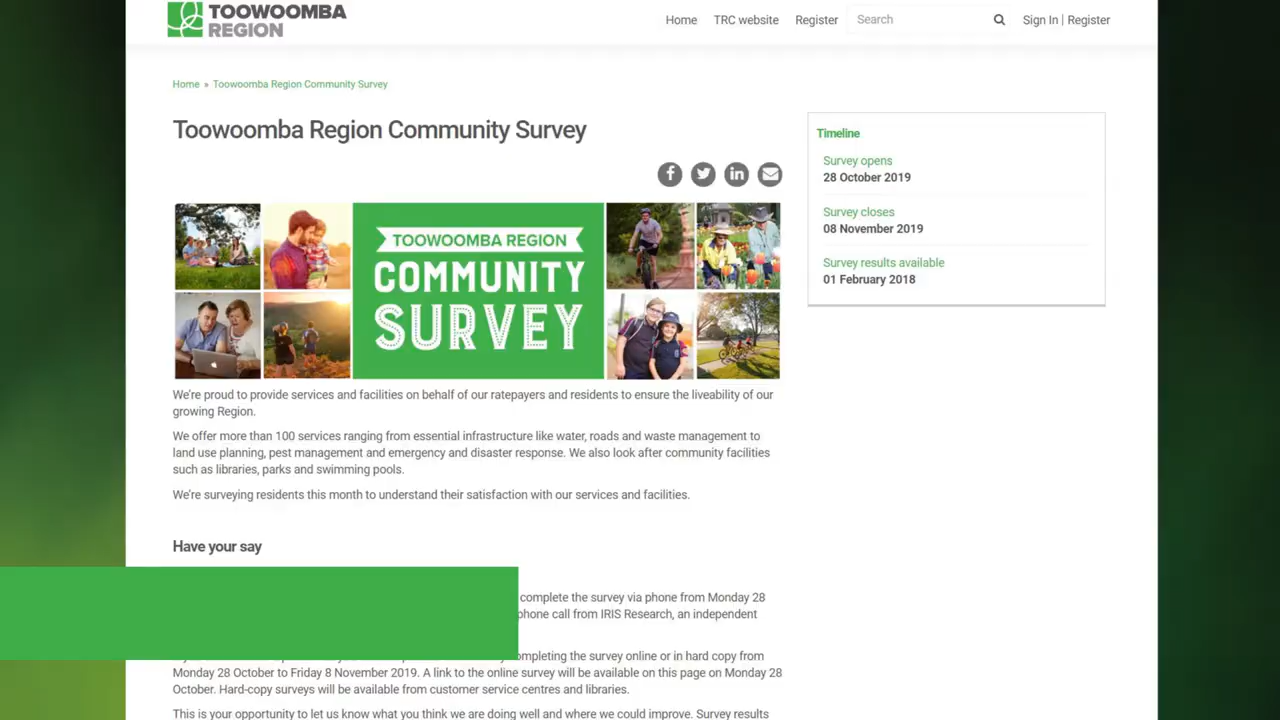 TOOWOOMBA
REGION
Home TRC website Register Search Sign In | Register
Home » Toowoomba Region Community Survey
Toowoomba Region Community Survey
TOOWOOMBA REGION
COMMUNITY
SURVEY
We're proud to provide services and facilities on behalf of our ratepayers and residents to ensure the liveability of our
growing Region.
We offer more than 100 services ranging from essential infrastructure like water, roads and waste management to
land use planning, pest management and emergency and disaster response. We also look after community facilities
such as libraries, parks and swimming pools.
We're surveying residents this month to understand their satisfaction with our services and facilities.
Have your say
complete the survey via phone from Monday 28
phone call from IRIS Research, an independent
completing the survey online or in hard copy from
Monday 28 October to Friday 8 November 2019. A link to the online survey will be available on this page on Monday 28
October. Hard-copy surveys will be available from customer service centres and libraries.
This is your opportunity to let us know what you think we are doing well and where we could improve. Survey results
Timeline
Survey opens
28 October 2019
Survey closes
08 November 2019
Survey results available
01 February 2018